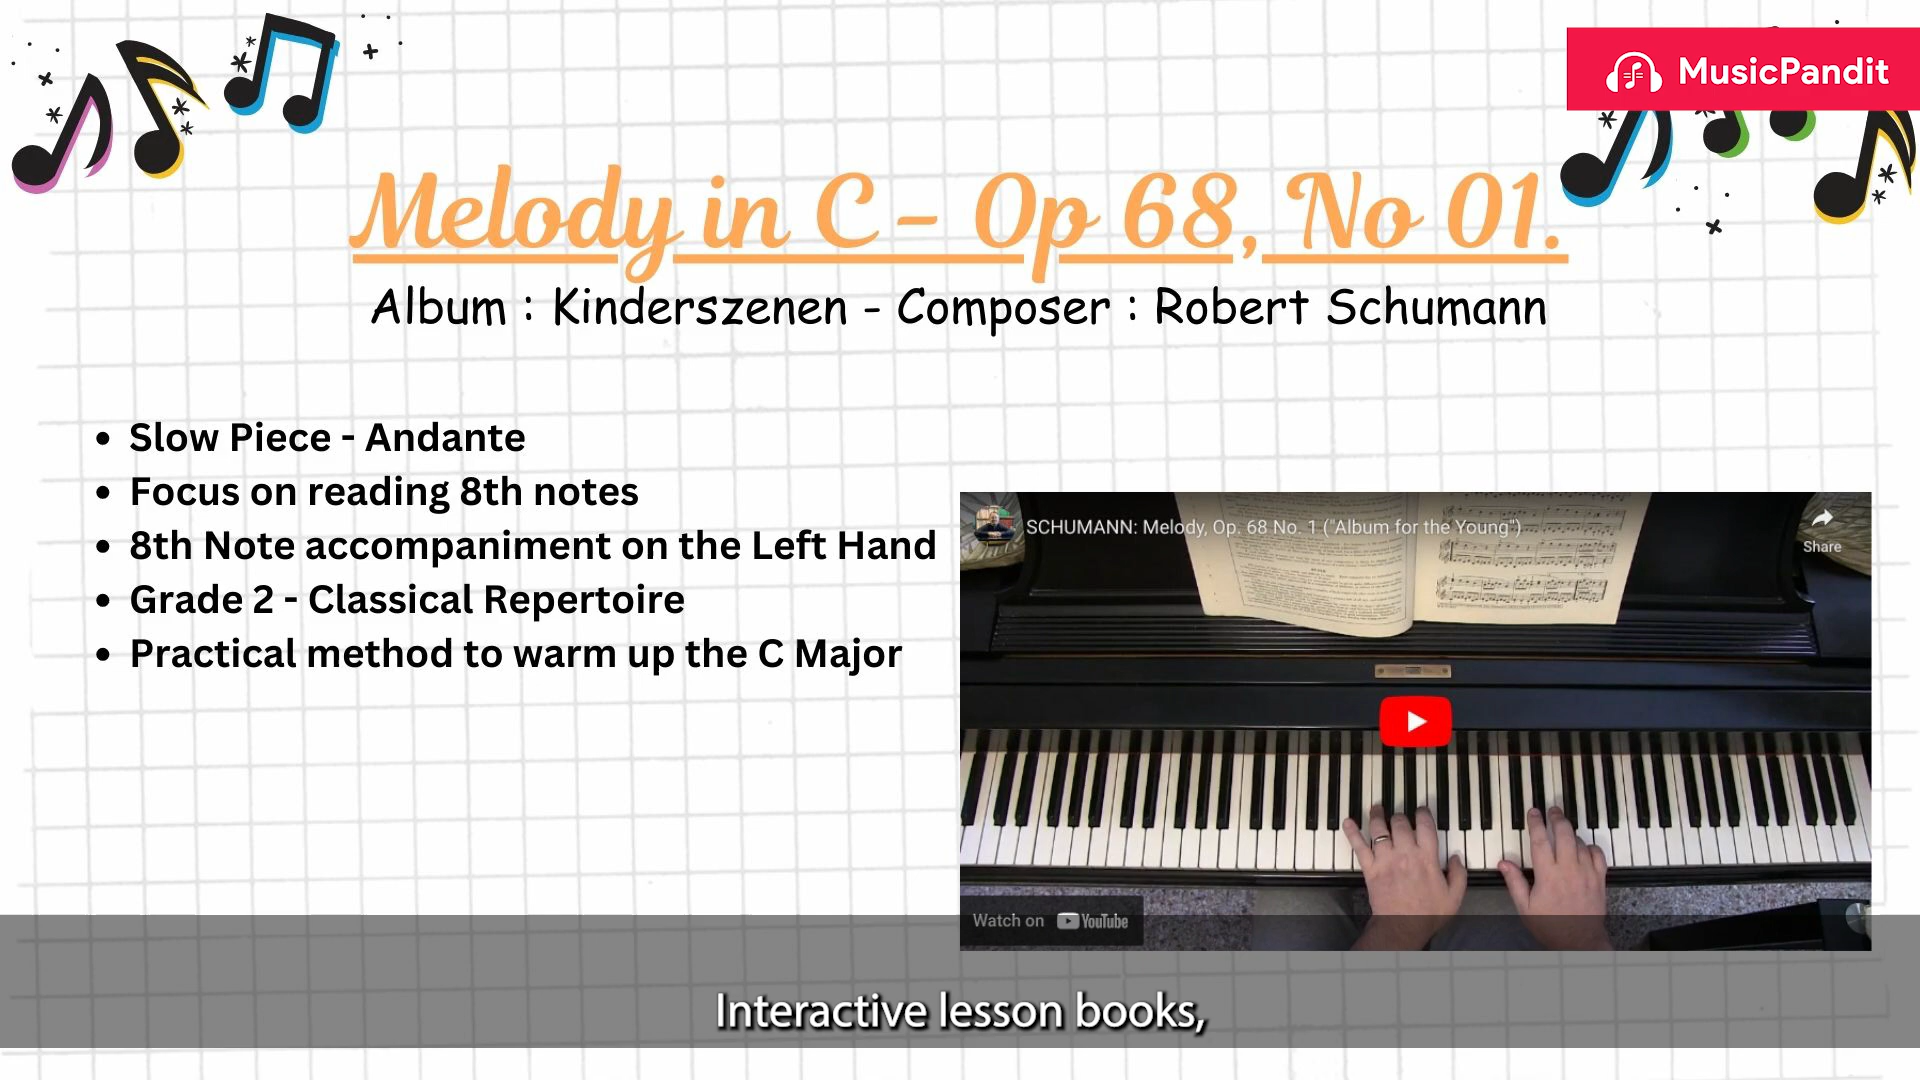 MusicPandit
Melody in C - Op 68, No 01.
Album : Kinderszenen - Composer : Robert Schumann
• Slow Piece - Andante
• Focus on reading 8th notes
• 8th Note accompaniment on the Left Hand
• Grade 2 - Classical Repertoire
• Practical method to warm up the C Major
SCHUMANN: Melody, Op. 68 No. 1 ("Album for the Young")
Share
Watch on YouTube
Interactive lesson books,